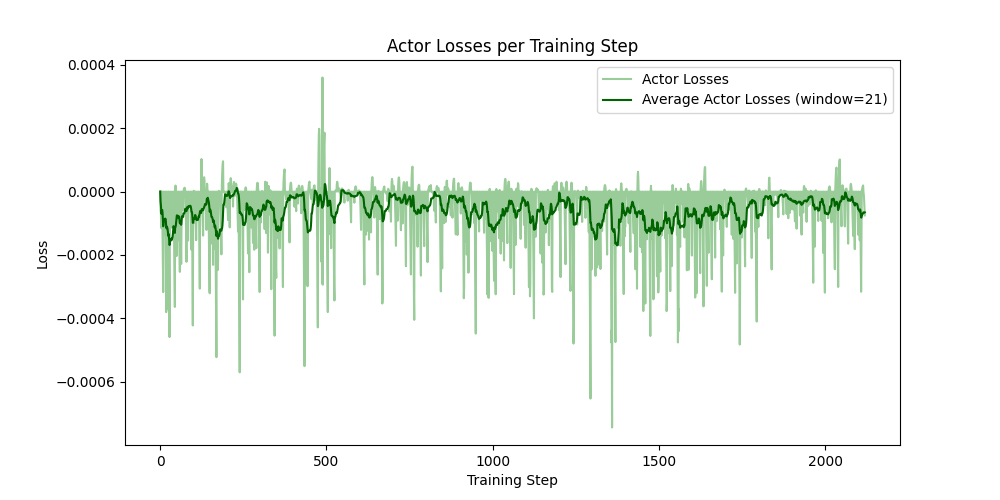 Actor Losses per Training Step
Actor Losses
Average Actor Losses (window=21)
0.0004
0.0002
0.0000
−0.0002
−0.0004
−0.0006
Loss
0
500
1000
1500
2000
Training Step